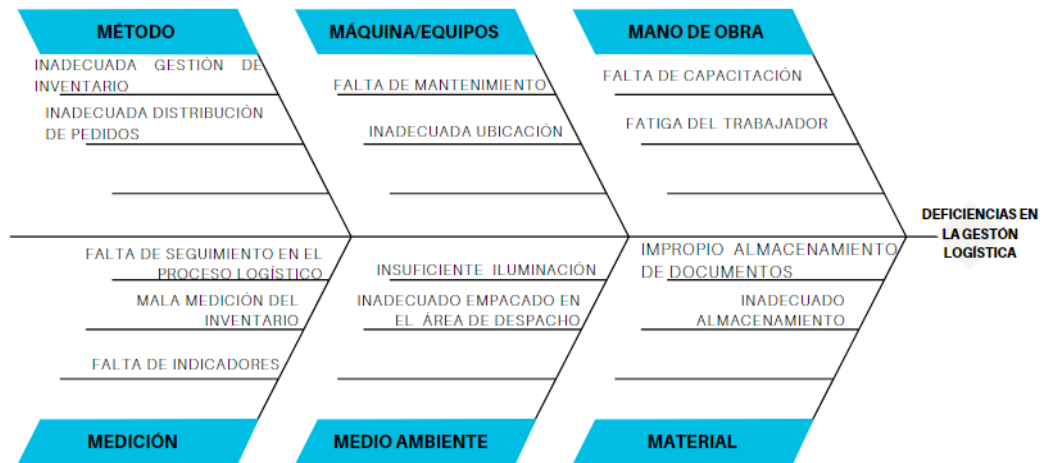 MÉTODO
MÁQUINA/EQUIPOS
MANO DE OBRA
INADECUADA GESTIÓN DE
INVENTARIO
INADECUADA DISTRIBUCIÓN
DE PEDIDOS
FALTA DE MANTENIMIENTO
INADECUADA UBICACIÓN
FALTA DE CAPACITACIÓN
FATIGA DEL TRABAJADOR
DEFICIENCIAS EN
LA GESTÓN
LOGÍSTICA
FALTA DE SEGUIMIENTO EN EL
PROCESO LOGÍSTICO
MALA MEDICIÓN DEL
INVENTARIO
FALTA DE INDICADORES
INSUFICIENTE ILUMINACIÓN
INADECUADO EMPACADO EN
EL ÁREA DE DESPACHO
IMPROPIO ALMACENAMIENTO
DE DOCUMENTOS
INADECUADO
ALMACENAMIENTO
MEDICIÓN
MEDIO AMBIENTE
MATERIAL